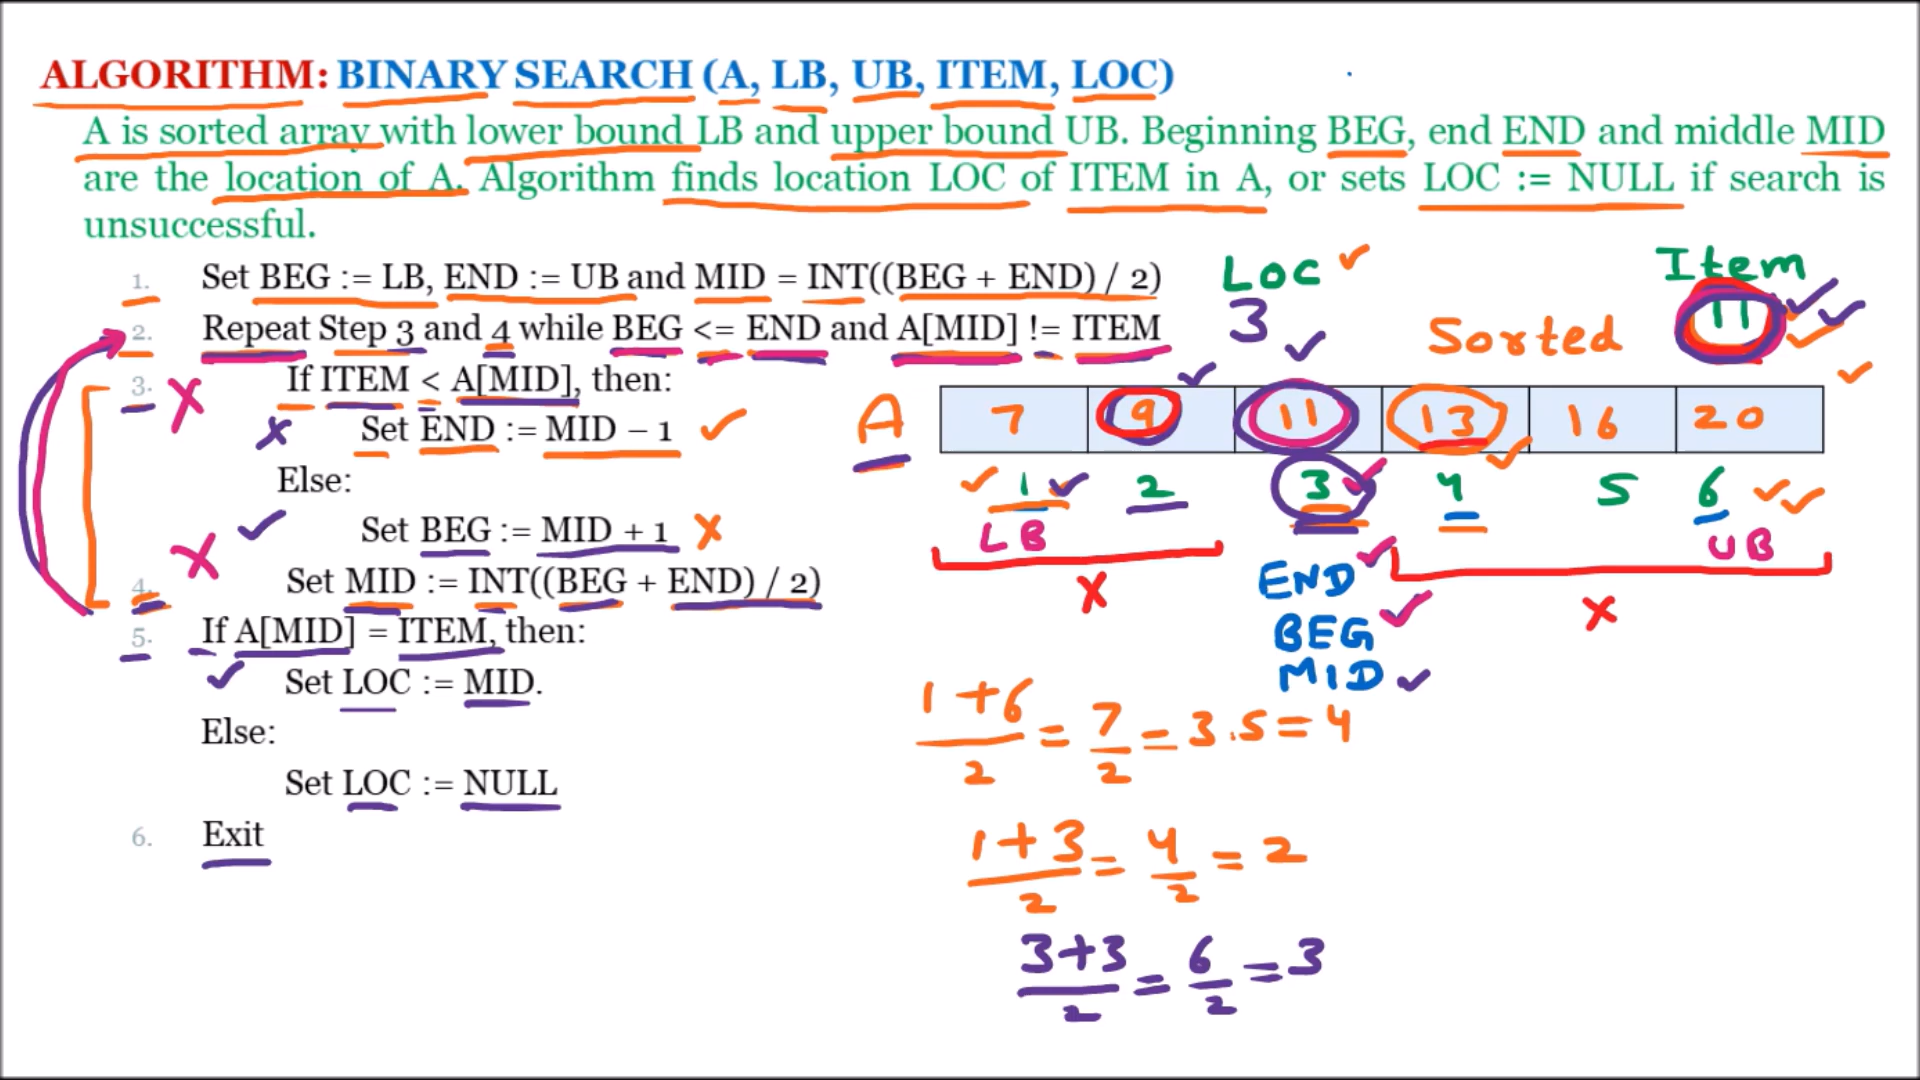 ALGORITHM: BINARY SEARCH (A, LB, UB, ITEM, LOC)
A is sorted array with lower bound LB and upper bound UB. Beginning BEG, end END and middle MID
are the location of A. Algorithm finds location LOC of ITEM in A, or sets LOC := NULL if search is
unsuccessful.
1. Set BEG := LB, END := UB and MID = INT((BEG + END) / 2)
2. Repeat Step 3 and 4 while BEG <= END and A[MID] != ITEM
3. If ITEM < A[MID], then:
Set END := MID – 1
Else:
Set BEG := MID + 1
4. Set MID := INT((BEG + END) / 2)
5. If A[MID] = ITEM, then:
Set LOC := MID.
Else:
Set LOC := NULL
6. Exit
LOC
3
Item
11
Sorted
A 7 9 11 13 16 20
1 2 3 4 5 6
LB UB
END
BEG
MID
X X
1+6/2 = 7/2 = 3.5 = 4
1+3/2 = 4/2 = 2
3+3/2 = 6/2 = 3